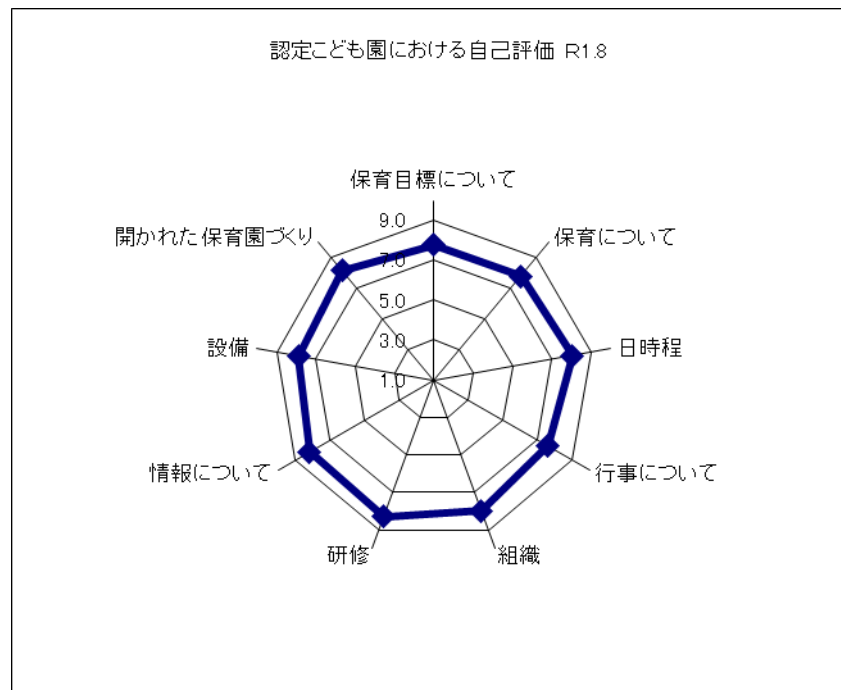 認定こども園における自己評価 R1.8
保育目標について
9.0
開かれた保育園づくり
保育について
7.0
5.0
設備
3.0
日時程
1.0
情報について
行事について
研修
組織